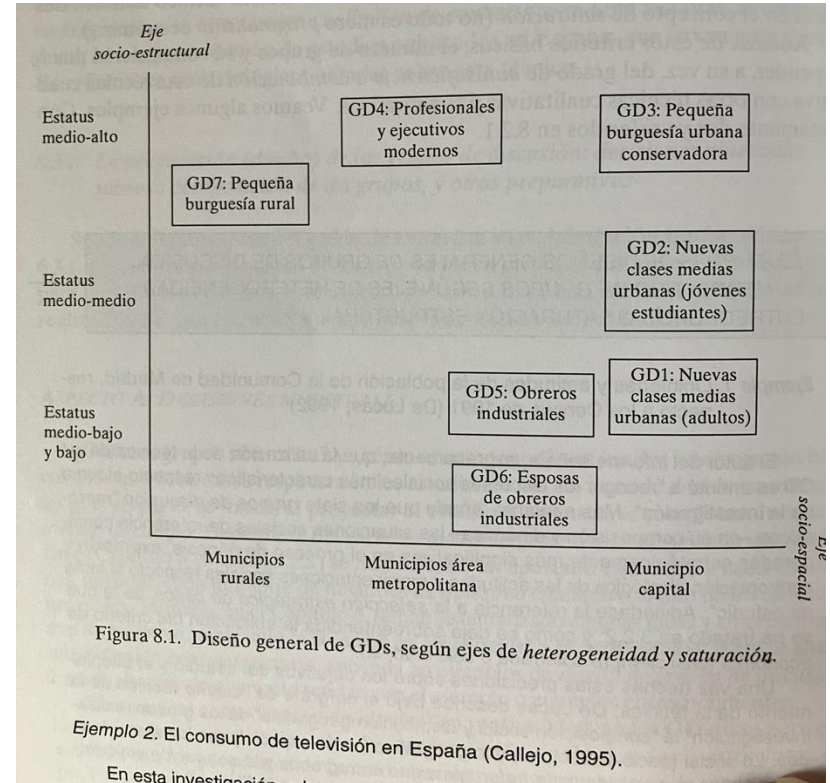 Eje
socio-estructural
Estatus
medio-alto
GD4: Profesionales
y ejecutivos
modernos
GD3: Pequeña
burguesía urbana
conservadora
GD7: Pequeña
burguesía rural
Estatus
medio-medio
GD2: Nuevas
clases medias
urbanas (jóvenes
estudiantes)
Estatus
medio-bajo
y bajo
GD5: Obreros
industriales
GD1: Nuevas
clases medias
urbanas (adultos)
GD6: Esposas
de obreros
industriales
Municipios
rurales
Municipios área
metropolitana
Municipio
capital
Eje
socio-espacial
Figura 8.1. Diseño general de GDs, según ejes de heterogeneidad y saturación.
Ejemplo 2. El consumo de televisión en España (Callejo, 1995).
En esta investigación